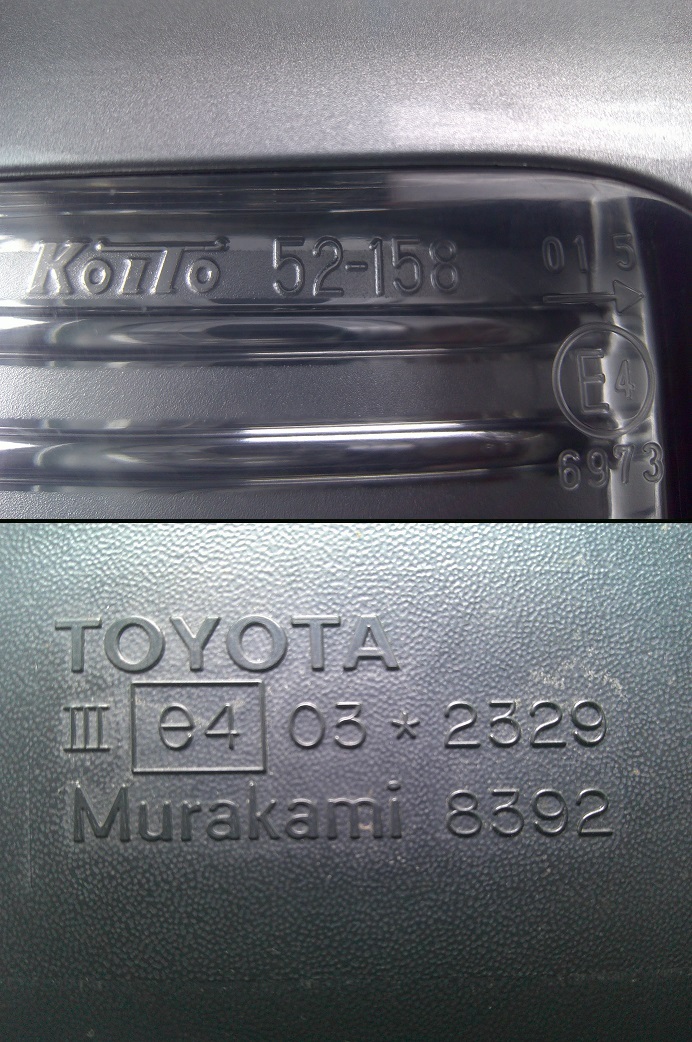 KoiTo 52-158
01 5
→
E4
6973
TOYOTA
III e4 03 * 2329
Murakami 8392